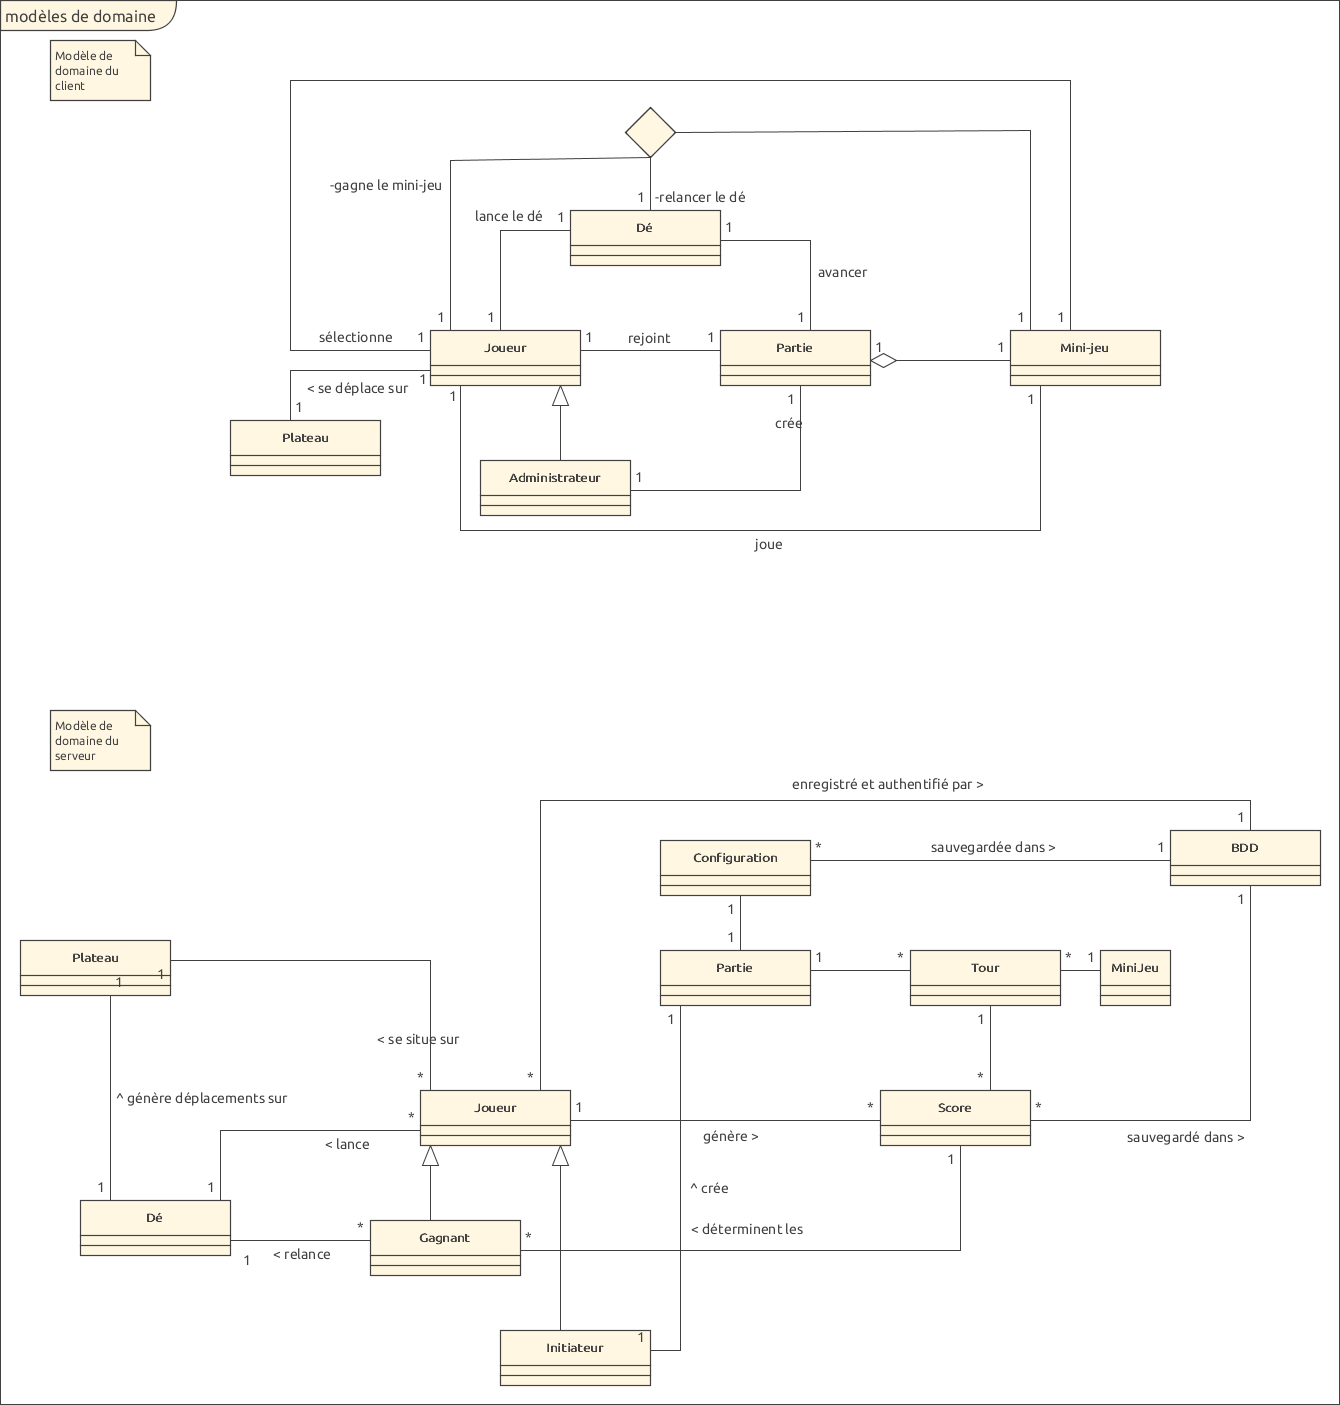 modèles de domaine
Modèle de
domaine du
client
-gagne le mini-jeu
1
-relancer le dé
lance le dé
1
Dé
1
avancer
1
1
1
1
1
sélectionne
1
Joueur
1
rejoint
1
Partie
1
1
Mini-jeu
1
< se déplace sur
1
1
1
1
Plateau
crée
Administrateur
1
joue
Modèle de
domaine du
serveur
enregistré et authentifié par >
1
Configuration
*
sauvegardée dans >
1
BDD
1
1
1
Plateau
1
1
Partie
1
*
Tour
*
1
MiniJeu
1
1
< se situe sur
*
*
*
^ génère déplacements sur
*
Joueur
1
*
Score
*
< lance
génère >
sauvegardé dans >
1
1
1
^ crée
Dé
*
Gagnant
*
< déterminent les
1
< relance
1
Initiateur